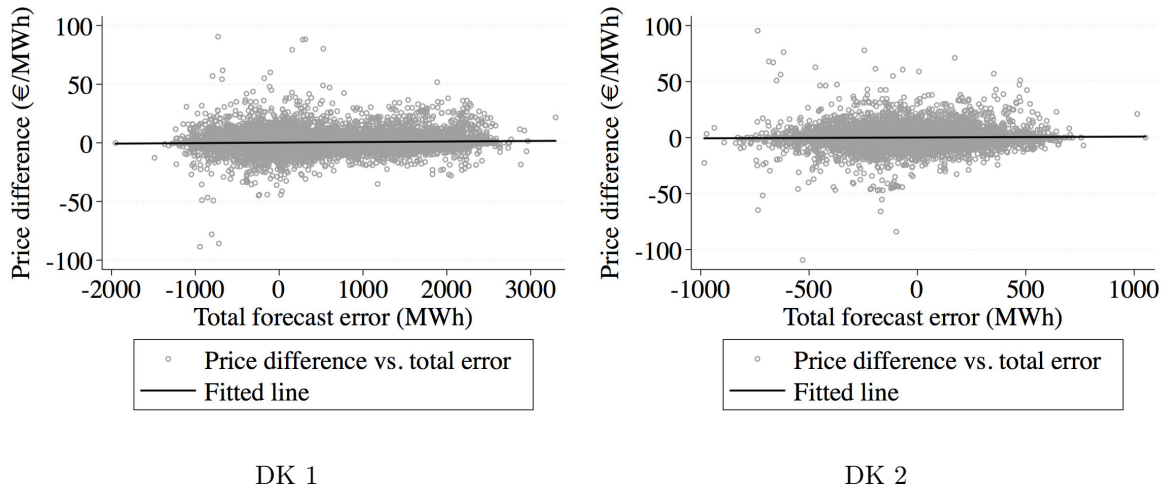 Price difference (€/MWh)
100
50
0
-50
-100
-2000 -1000 0 1000 2000 3000
Total forecast error (MWh)
Price difference vs. total error
Fitted line
DK 1
Price difference (€/MWh)
100
50
0
-50
-100
-1000 -500 0 500 1000
Total forecast error (MWh)
Price difference vs. total error
Fitted line
DK 2